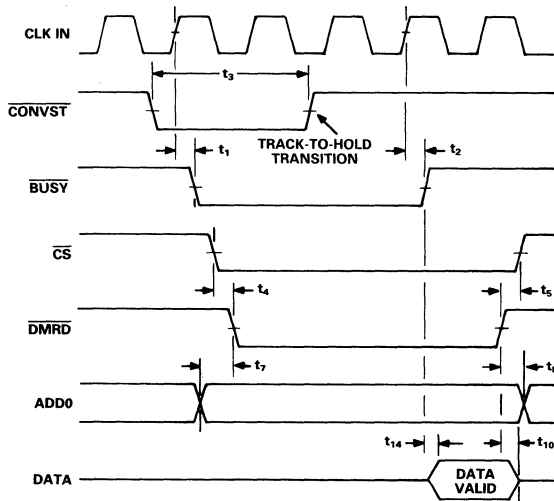 CLK IN
t3
CONVST
TRACK-TO-HOLD
TRANSITION
t1
t2
BUSY
CS
t4
t5
DMRD
t7
ADD0
t14
t10
DATA
DATA
VALID